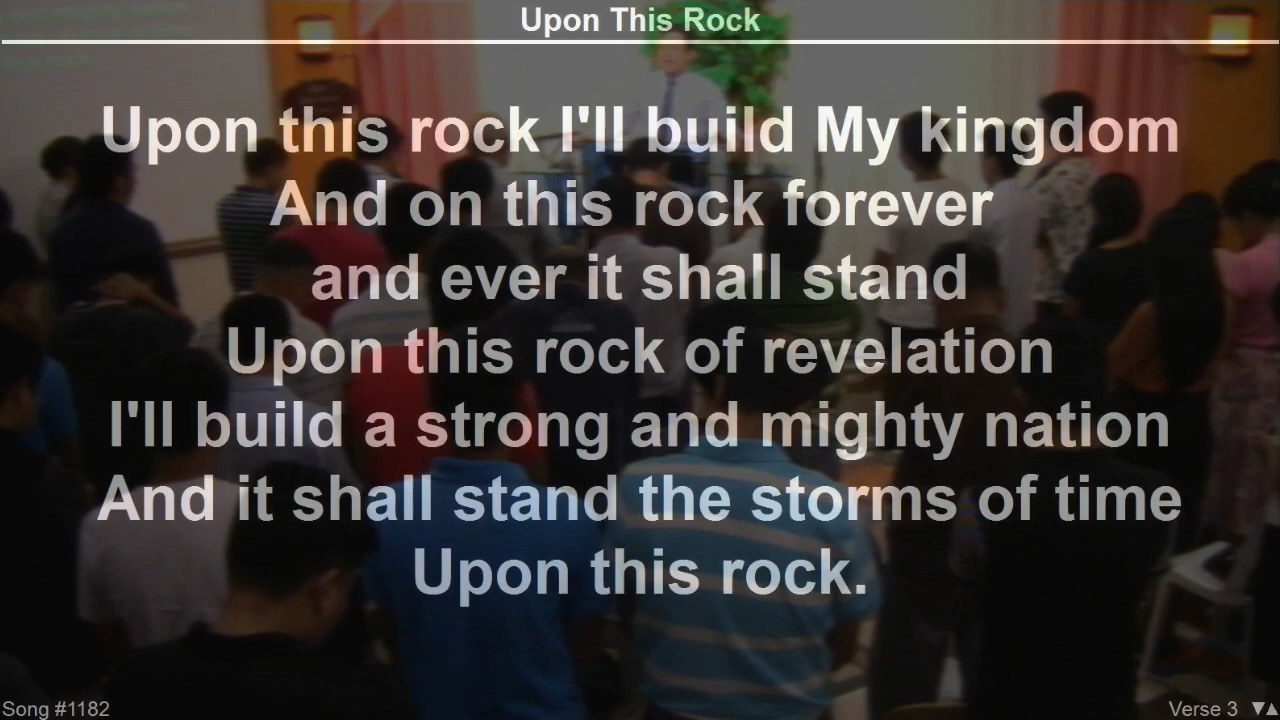 Upon This Rock
Upon this rock I'll build My kingdom
And on this rock forever
and ever it shall stand
Upon this rock of revelation
I'll build a strong and mighty nation
And it shall stand the storms of time
Upon this rock.
Song #1182
Verse 3 ▼▲